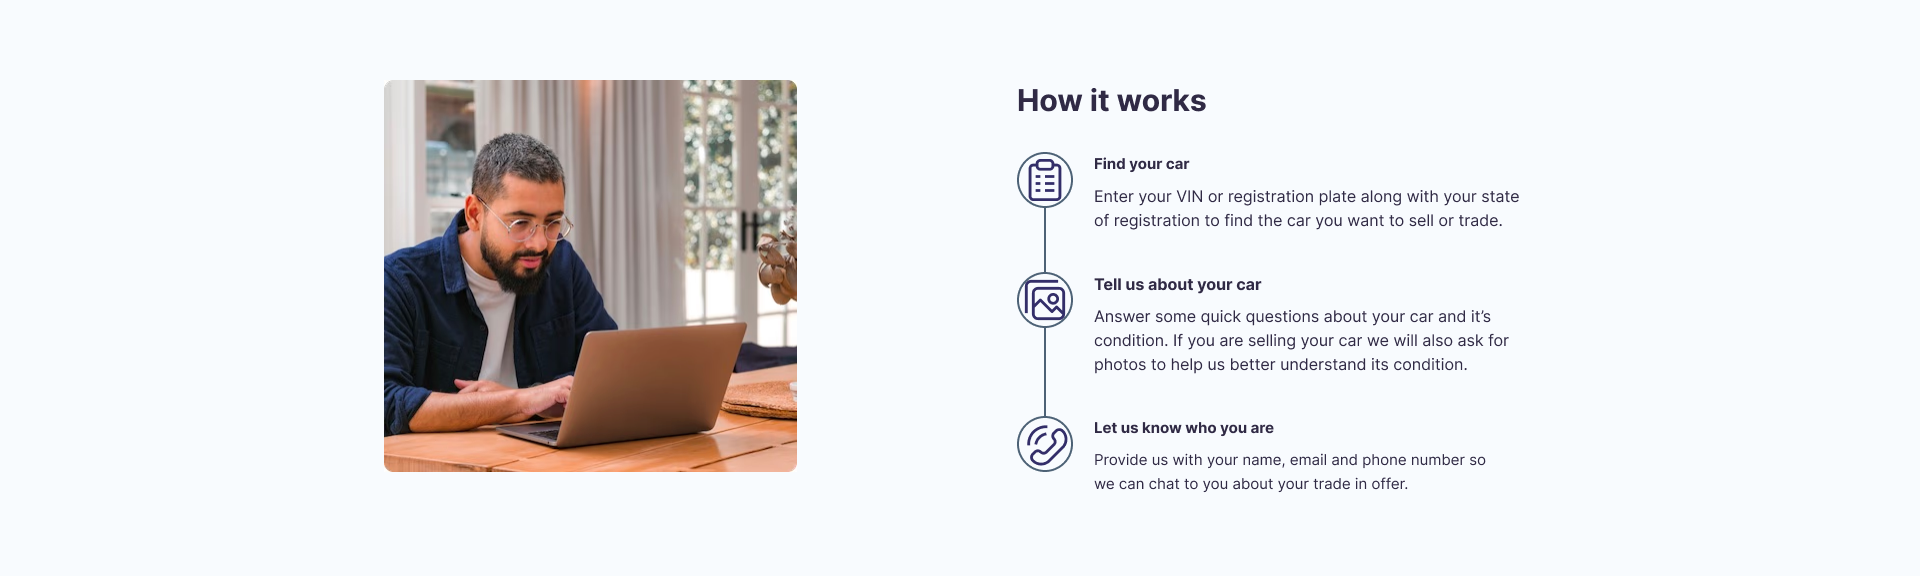 How it works
Find your car
Enter your VIN or registration plate along with your state
of registration to find the car you want to sell or trade.
Tell us about your car
Answer some quick questions about your car and it’s
condition. If you are selling your car we will also ask for
photos to help us better understand its condition.
Let us know who you are
Provide us with your name, email and phone number so
we can chat to you about your trade in offer.